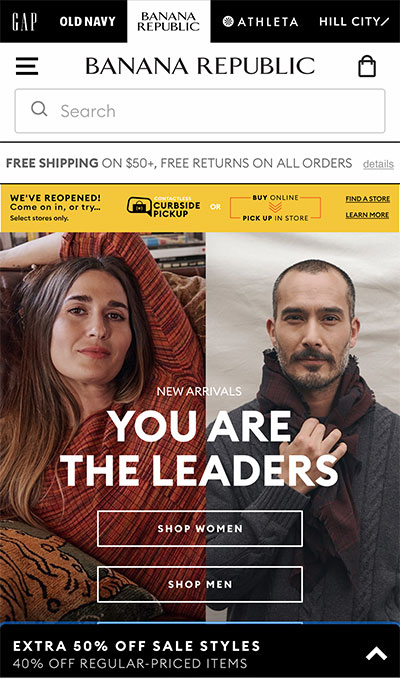 GAP
OLD NAVY
BANANA
REPUBLIC
ATHLETA
HILL CITY/
BANANA REPUBLIC
Search
FREE SHIPPING ON $50+, FREE RETURNS ON ALL ORDERS details
WE'VE REOPENED!
Come on in, or try...
Select stores only.
CONTACTLESS
CURBSIDE
PICKUP
OR
BUY ONLINE
PICK UP IN STORE
FIND A STORE
LEARN MORE
NEW ARRIVALS
YOU ARE
THE LEADERS
SHOP WOMEN
SHOP MEN
EXTRA 50% OFF SALE STYLES
40% OFF REGULAR-PRICED ITEMS